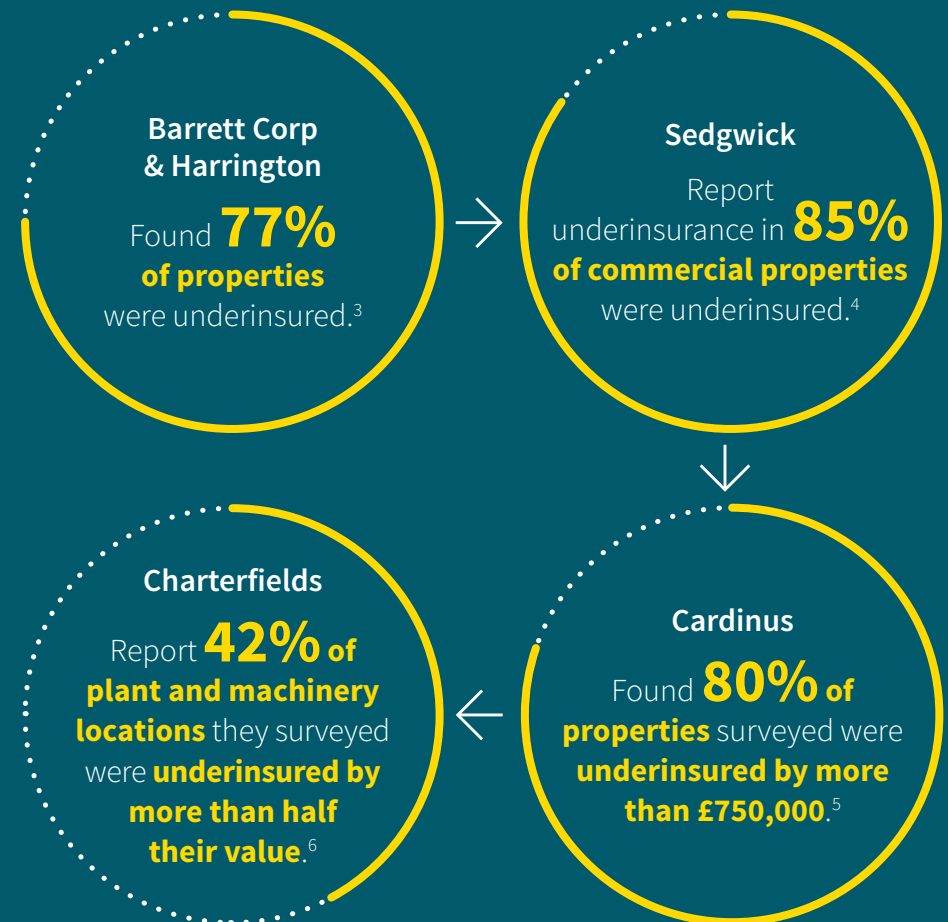 Barrett Corp
& Harrington
Found 77%
of properties
were underinsured.3
Sedgwick
Report
underinsurance in 85%
of commercial properties
were underinsured.4
Cardinus
Found 80% of
properties surveyed were
underinsured by more
than £750,000.5
Charterfields
Report 42% of
plant and machinery
locations they surveyed
were underinsured by
more than half
their value.6